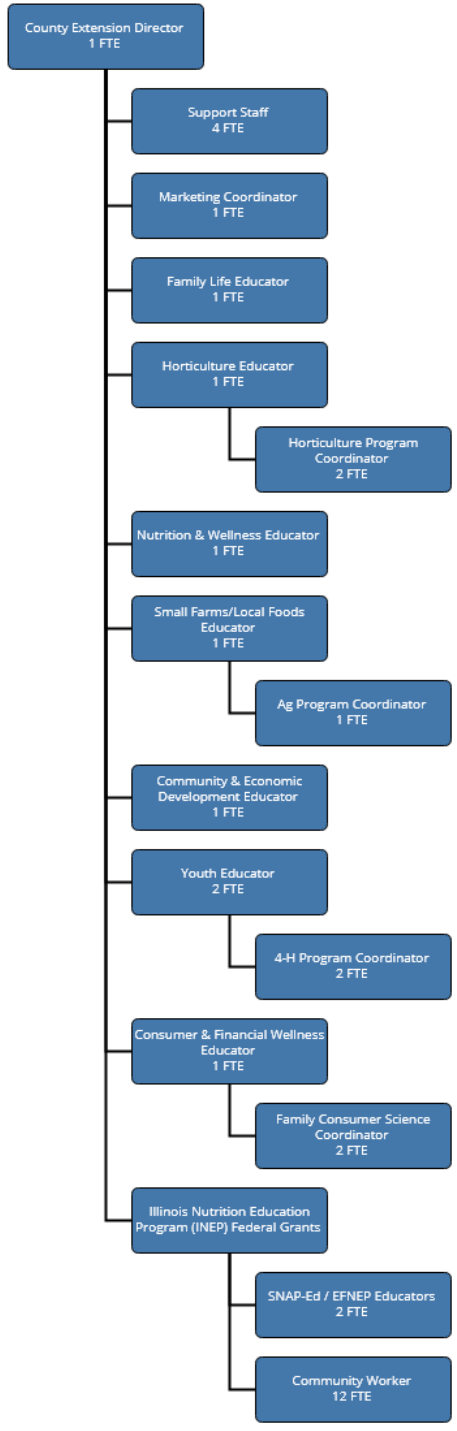 County Extension Director
1 FTE
Support Staff
4 FTE
Marketing Coordinator
1 FTE
Family Life Educator
1 FTE
Horticulture Educator
1 FTE
Horticulture Program
Coordinator
2 FTE
Nutrition & Wellness Educator
1 FTE
Small Farms/Local Foods
Educator
1 FTE
Ag Program Coordinator
1 FTE
Community & Economic
Development Educator
1 FTE
Youth Educator
2 FTE
4-H Program Coordinator
2 FTE
Consumer & Financial Wellness
Educator
1 FTE
Family Consumer Science
Coordinator
2 FTE
Illinois Nutrition Education
Program (INEP) Federal Grants
SNAP-Ed / EFNEP Educators
2 FTE
Community Worker
12 FTE